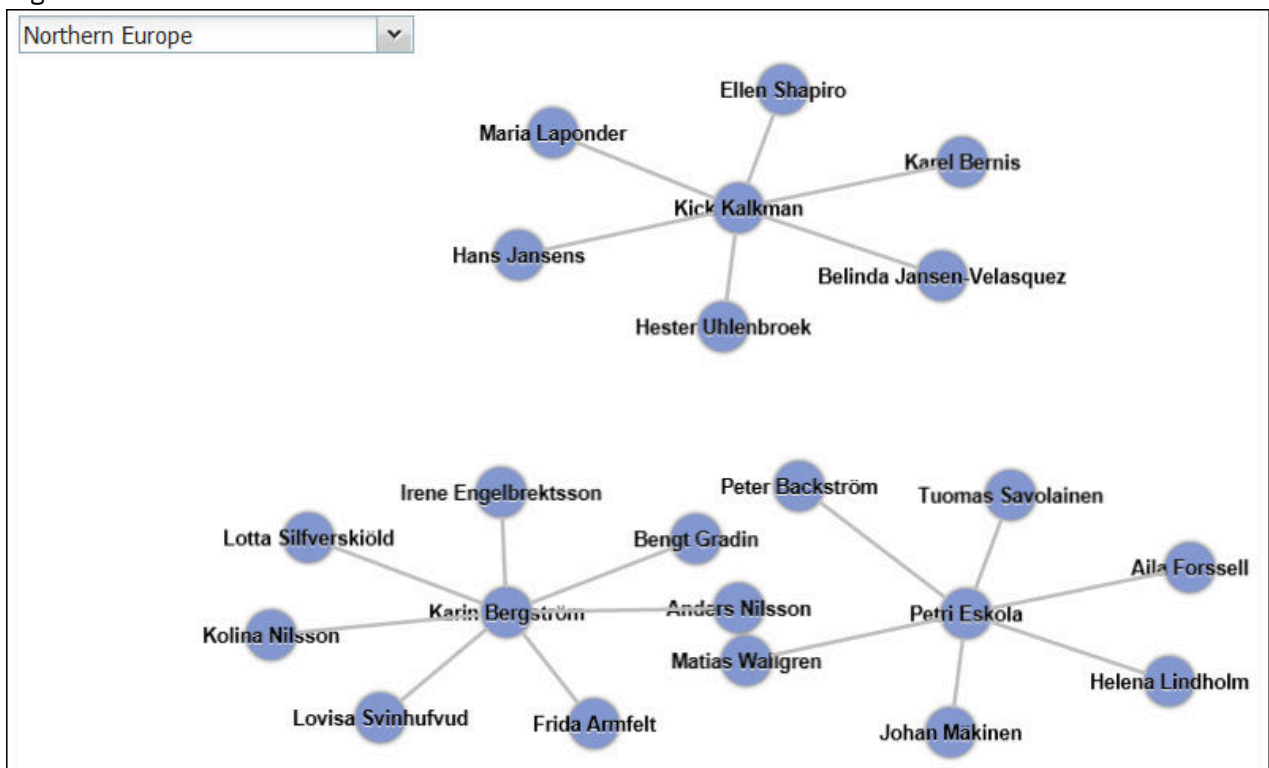 Northern Europe
Ellen Shapiro
Maria Laponder
Karel Bernis
Kick Kalkman
Hans Jansens
Belinda Jansen-Velasquez
Hester Uhlenbroek
Irene Engelbrektsson
Peter Backström
Tuomas Savolainen
Lotta Silfverskiöld
Bengt Gradin
Aila Forssell
Karin Bergström
Anders Nilsson
Petri Eskola
Kolina Nilsson
Matias Wallgren
Helena Lindholm
Lovisa Svinhufvud
Frida Armfelt
Johan Mäkinen